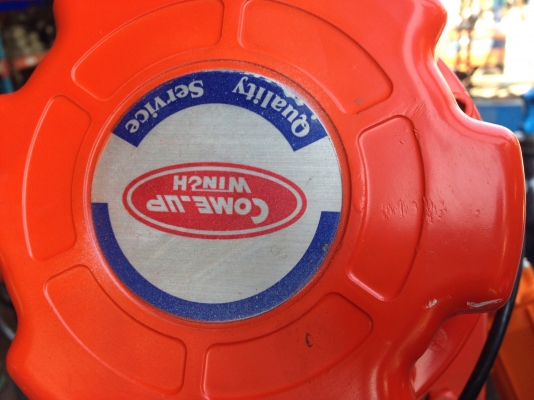 COME-UP
WINCH
Quality
Service